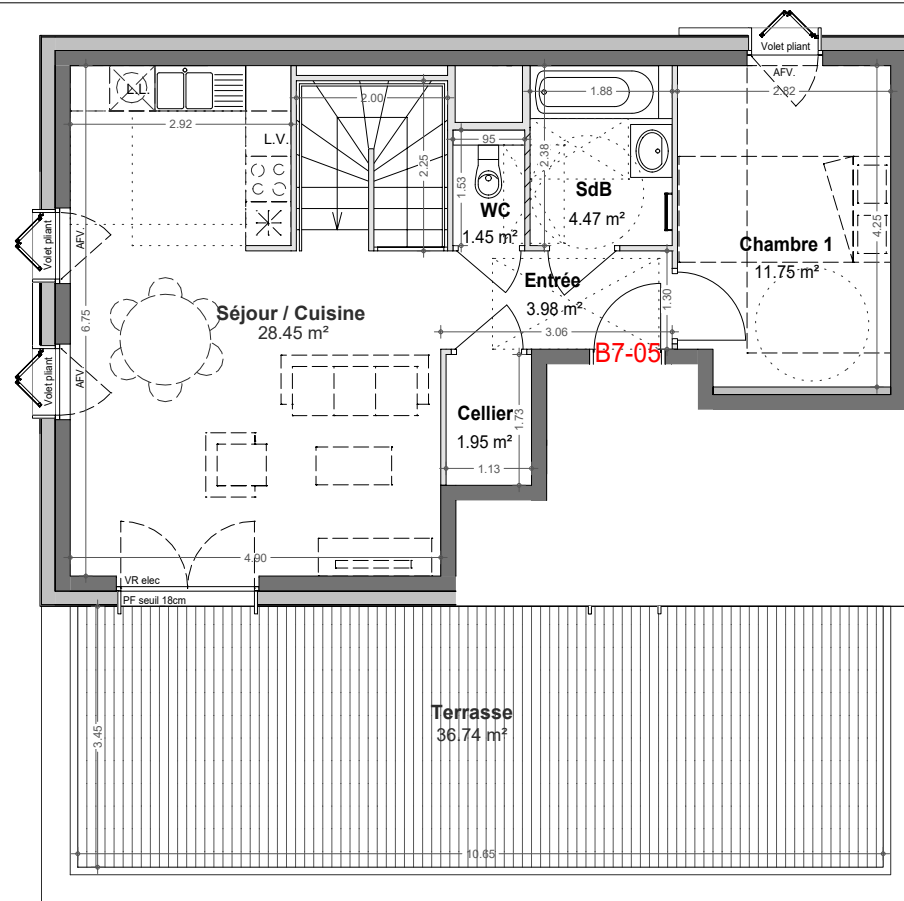 Volet pliant
AFV.
L.L.
2.00
1.88
2.82
2.92
L.V.
95
2.25
2.38
1.53
SdB
4.47 m²
WC
1.45 m²
4.25
Chambre 1
11.75 m²
Volet pliant
AFV.
Entrée
3.98 m²
1.30
6.75
Séjour / Cuisine
28.45 m²
3.06
B7-05
Volet pliant
AFV.
Cellier
1.95 m²
1.73
1.13
4.90
VR elec
PF seuil 18cm
Terrasse
36.74 m²
3.45
10.65